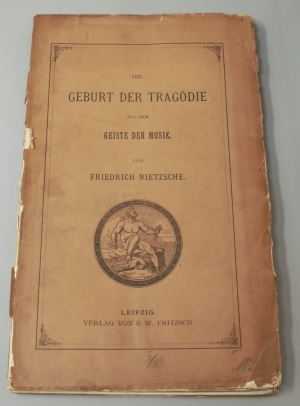 DIE
GEBURT DER TRAGÖDIE
AUS DEM
GEISTE DER MUSIK.
VON
FRIEDRICH NIETZSCHE.
LEIPZIG.
VERLAG VON E. W. FRITZSCH.